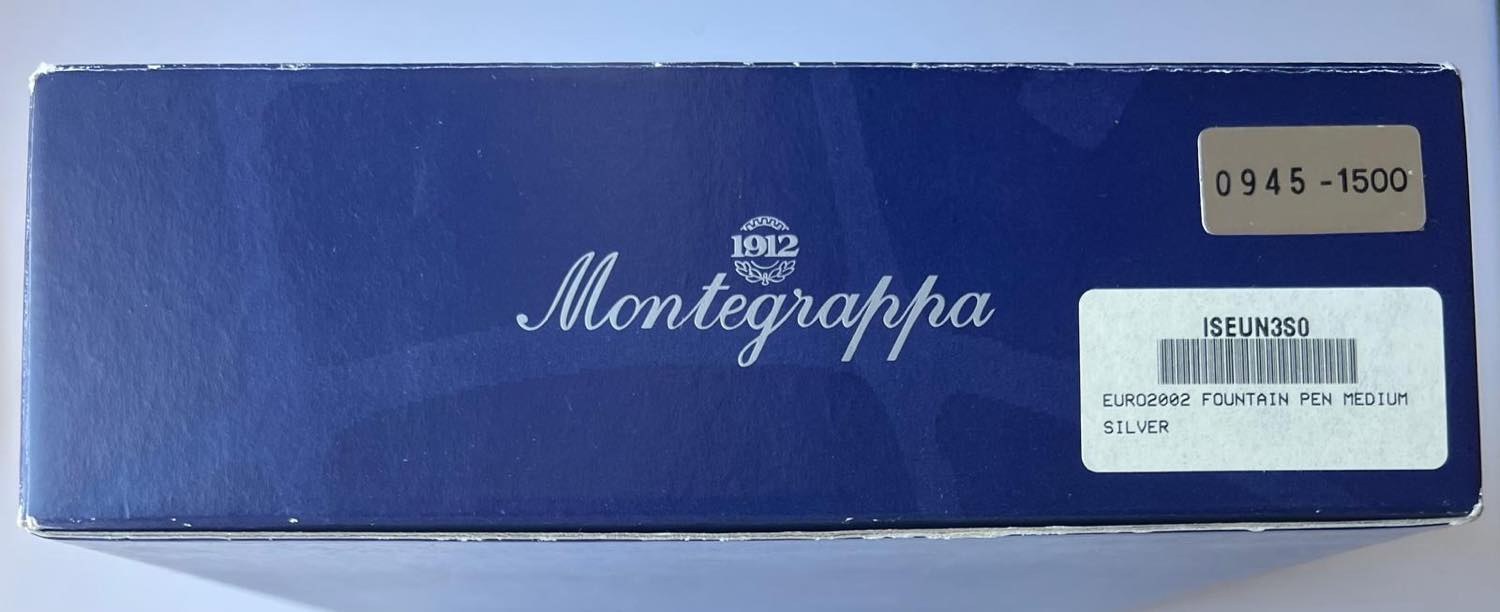 0945-1500
1912
Montegrappa
ISEUN3S0
EURO2002 FOUNTAIN PEN MEDIUM
SILVER